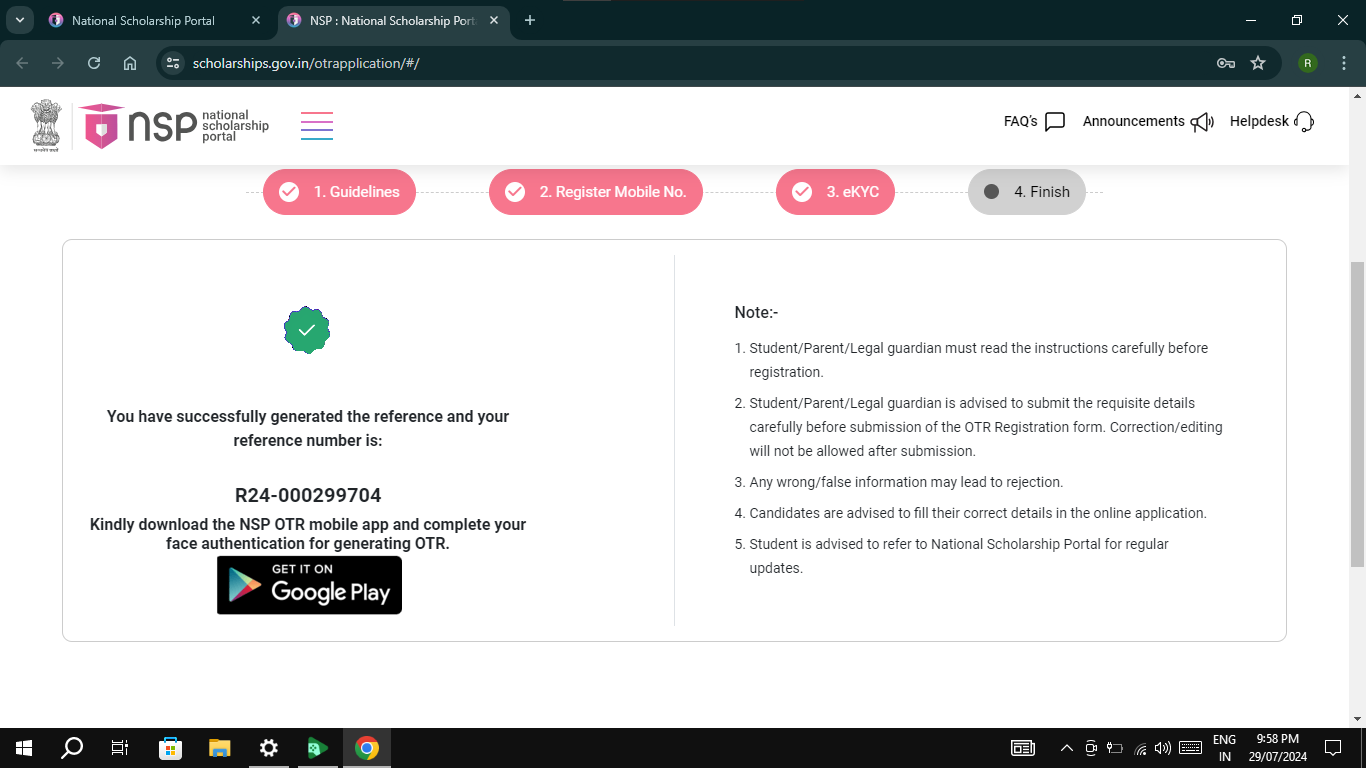 National Scholarship Portal
NSP : National Scholarship Port
scholarships.gov.in/otrapplication/#/
R
nsp national scholarship portal
FAQ's
Announcements
Helpdesk
1. Guidelines
2. Register Mobile No.
3. eKYC
4. Finish
You have successfully generated the reference and your
reference number is:
R24-000299704
Kindly download the NSP OTR mobile app and complete your
face authentication for generating OTR.
GET IT ON
Google Play
Note:-
1. Student/Parent/Legal guardian must read the instructions carefully before
registration.
2. Student/Parent/Legal guardian is advised to submit the requisite details
carefully before submission of the OTR Registration form. Correction/editing
will not be allowed after submission.
3. Any wrong/false information may lead to rejection.
4. Candidates are advised to fill their correct details in the online application.
5. Student is advised to refer to National Scholarship Portal for regular
updates.
ENG
IN
9:58 PM
29/07/2024